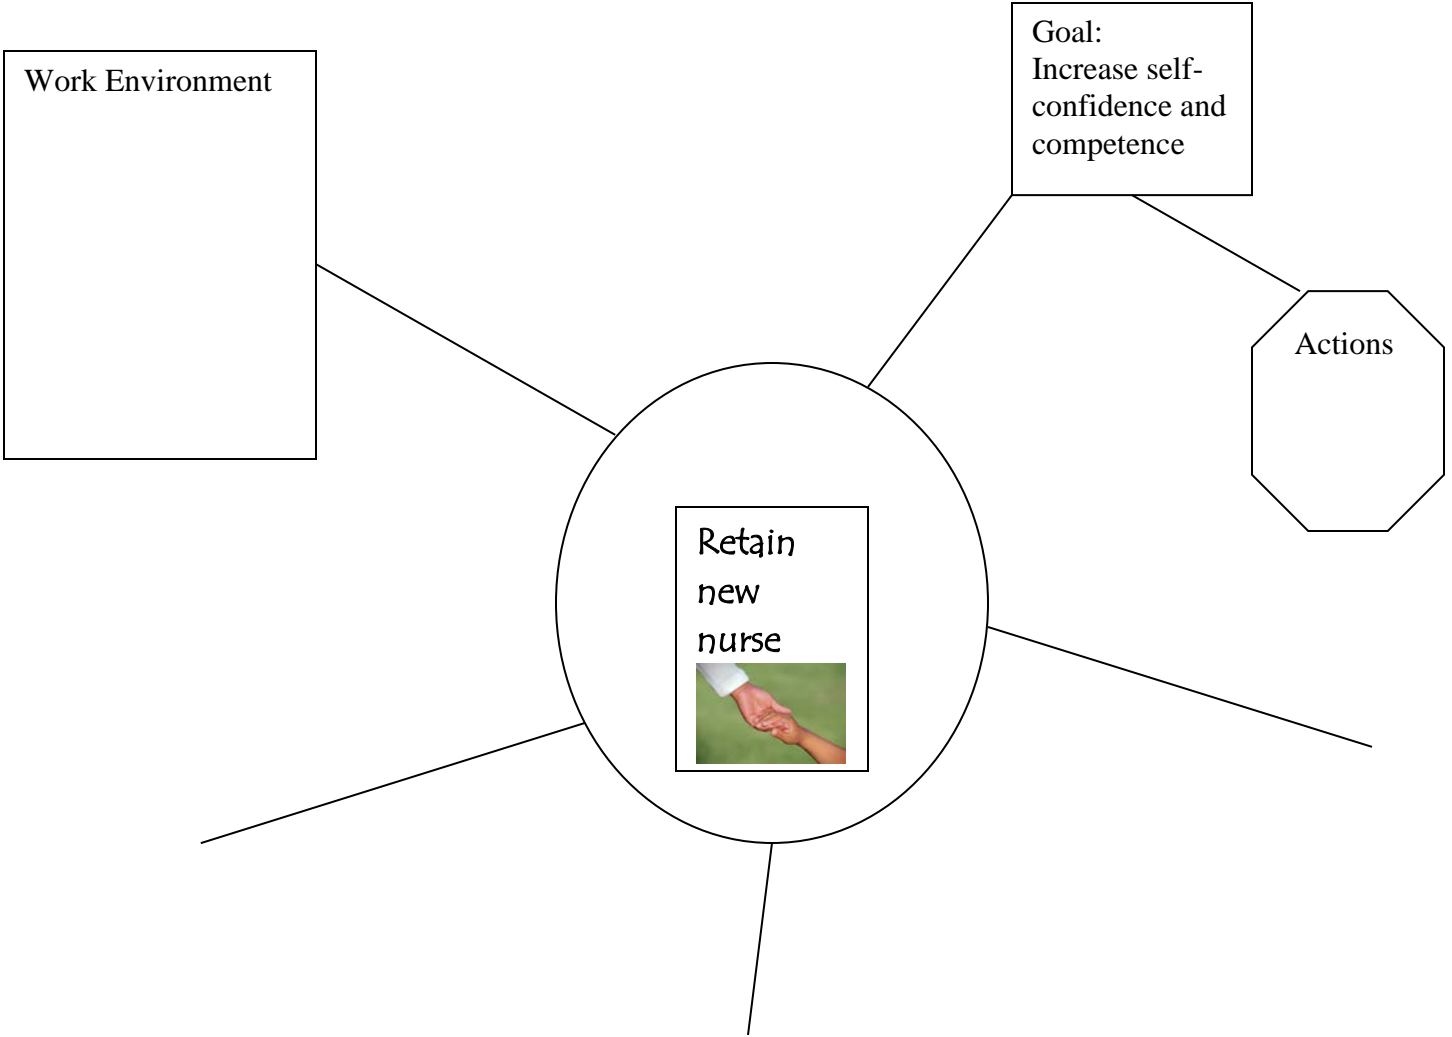 Work Environment
Goal:
Increase self-
confidence and
competence
Actions
Retain
new
nurse